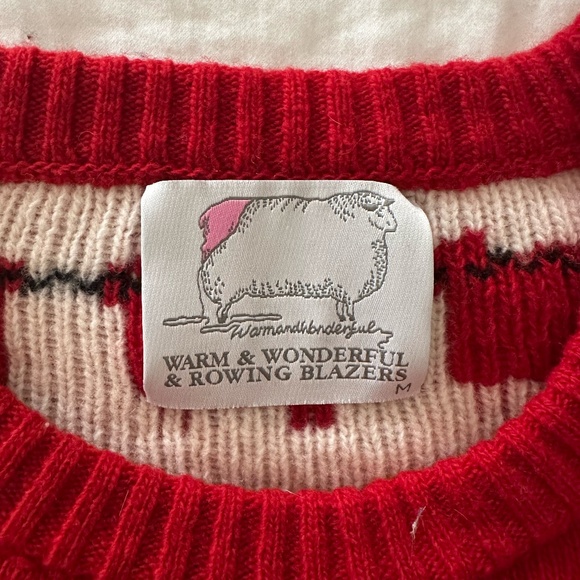 Warmandwonderful
WARM & WONDERFUL
& ROWING BLAZERS
M